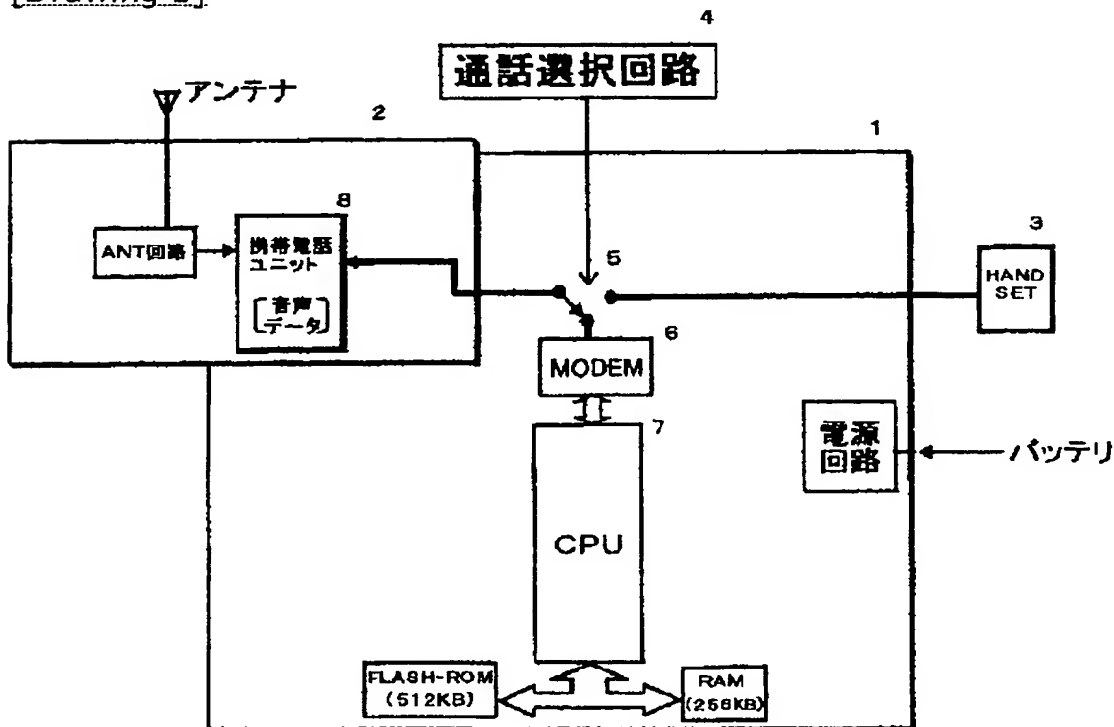 4
通話選択回路
アンテナ
2
1
8
ANT回路
携帯電話
ユニット
音声
データ
5
3
HAND
SET
6
MODEM
7
電源
回路
バッテリ
CPU
FLASH-ROM
(512KB)
RAM
(256KB)